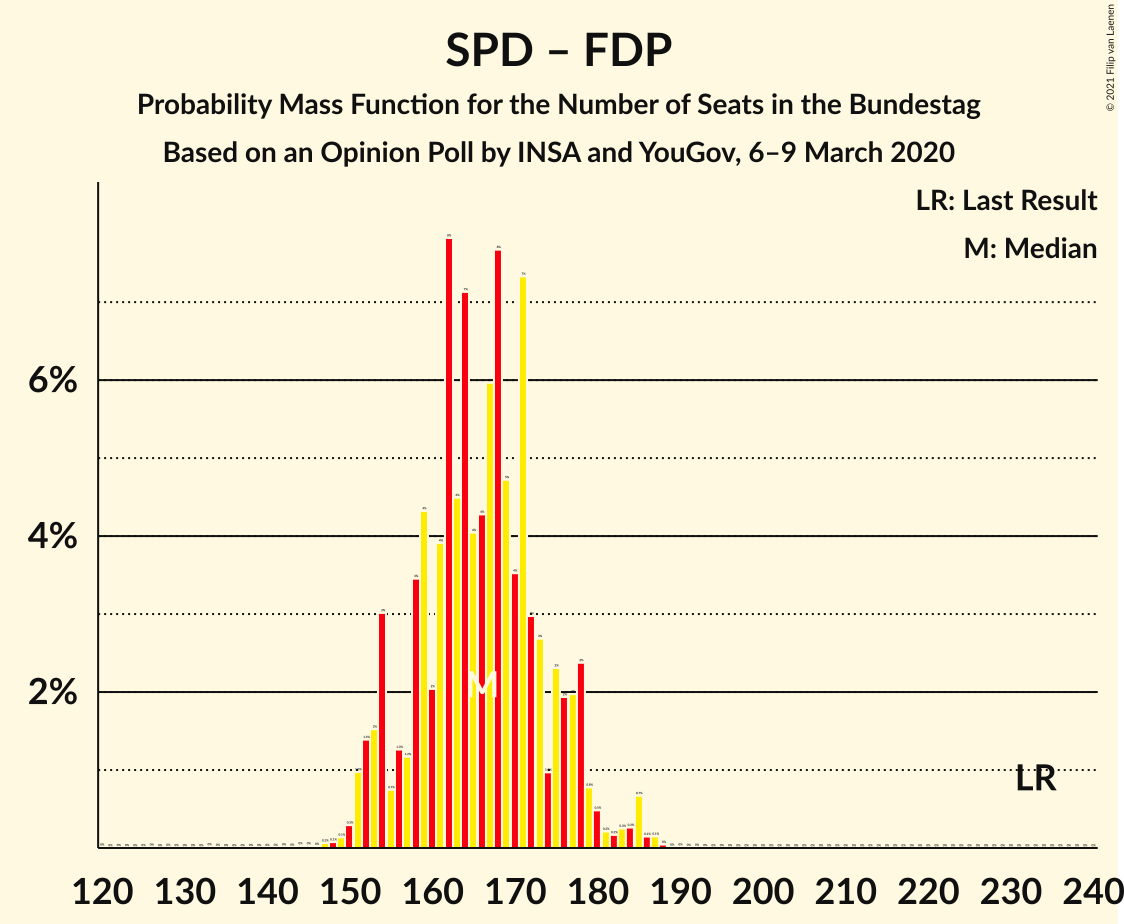 SPD – FDP
Probability Mass Function for the Number of Seats in the Bundestag
Based on an Opinion Poll by INSA and YouGov, 6–9 March 2020
© 2021 Filip van Laenen
LR: Last Result
M: Median
6%
4%
2%
M
LR
120 130 140 150 160 170 180 190 200 210 220 230 240